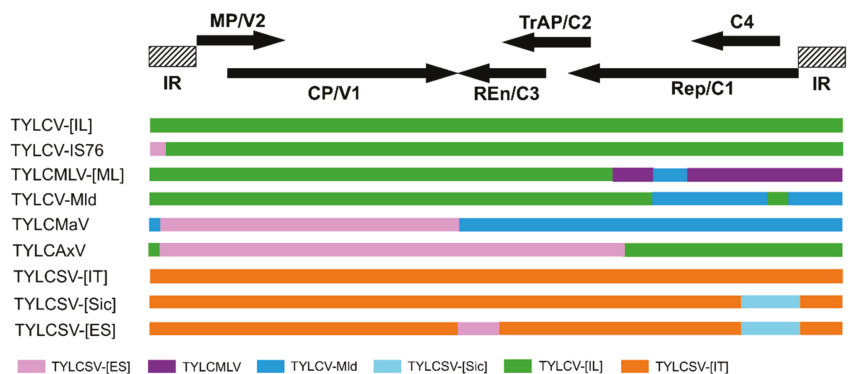 MP/V2
TrAP/C2
C4
IR
CP/V1
REn/C3
Rep/C1
IR
TYLCV-[IL]
TYLCV-IS76
TYLCMLV-[ML]
TYLCV-Mld
TYLCMaV
TYLCAxV
TYLCSV-[IT]
TYLCSV-[Sic]
TYLCSV-[ES]
TYLCSV-[ES] TYLCMLV TYLCV-Mld TYLCSV-[Sic] TYLCV-[IL] TYLCSV-[IT]